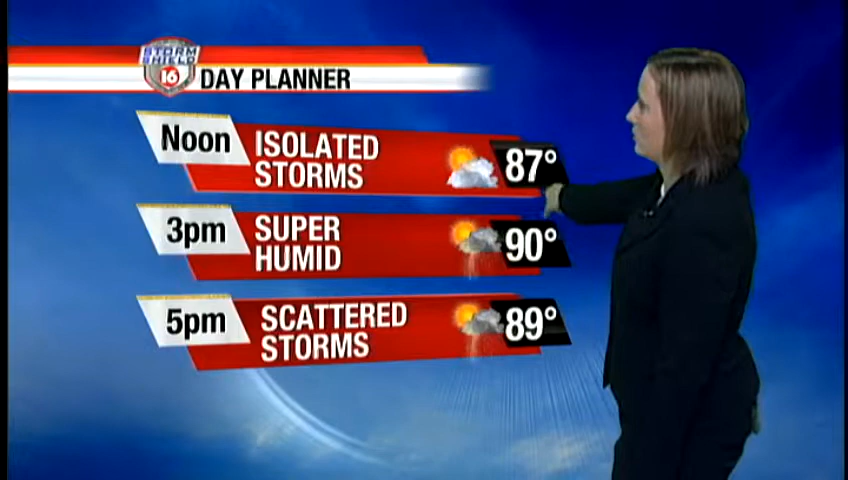 STORM
SHIELD
16
DAY PLANNER
Noon
ISOLATED
STORMS
87°
3pm
SUPER
HUMID
90°
5pm
SCATTERED
STORMS
89°